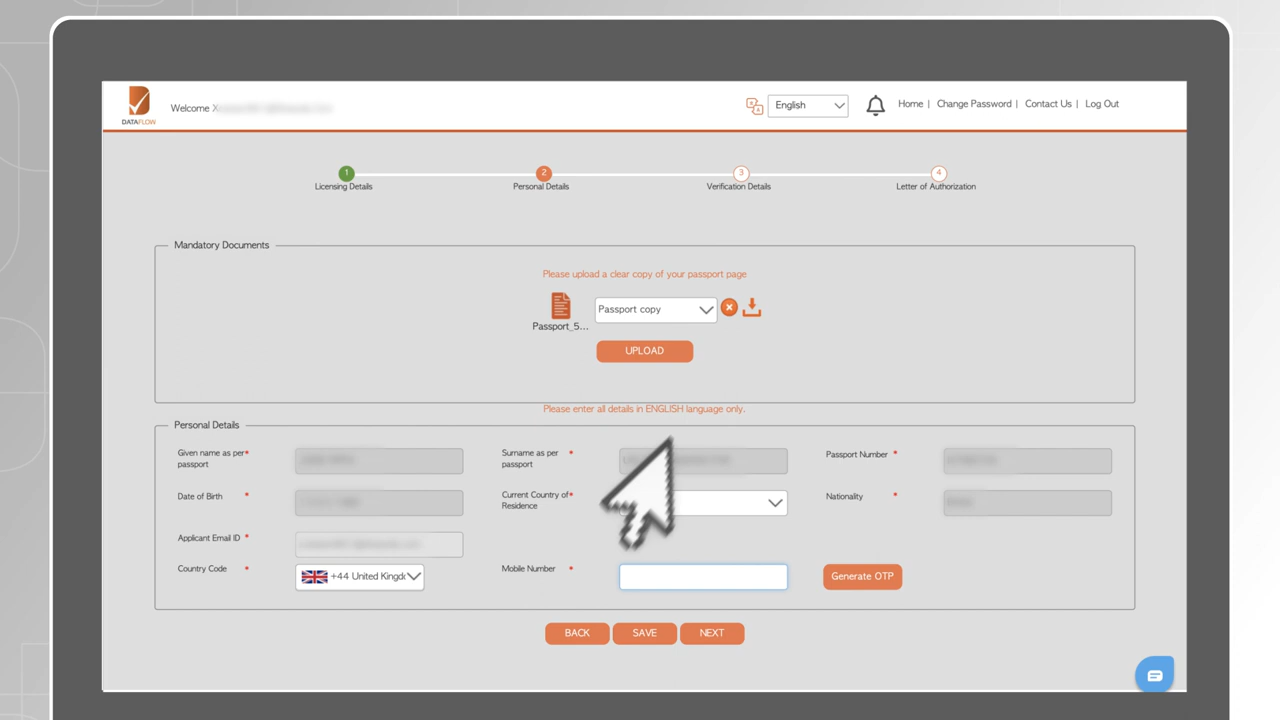 DATAFLOW
Welcome X
English
Home | Change Password | Contact Us | Log Out
1
2
3
4
Licensing Details
Personal Details
Verification Details
Letter of Authorization
Mandatory Documents
Please upload a clear copy of your passport page
Passport copy
Passport_5...
UPLOAD
Please enter all details in ENGLISH language only.
Personal Details
Given name as per*
passport
Surname as per *
passport
Passport Number *
Date of Birth *
Current Country of*
Residence
Nationality *
Applicant Email ID *
Country Code *
+44 United Kingd
Mobile Number *
Generate OTP
BACK
SAVE
NEXT